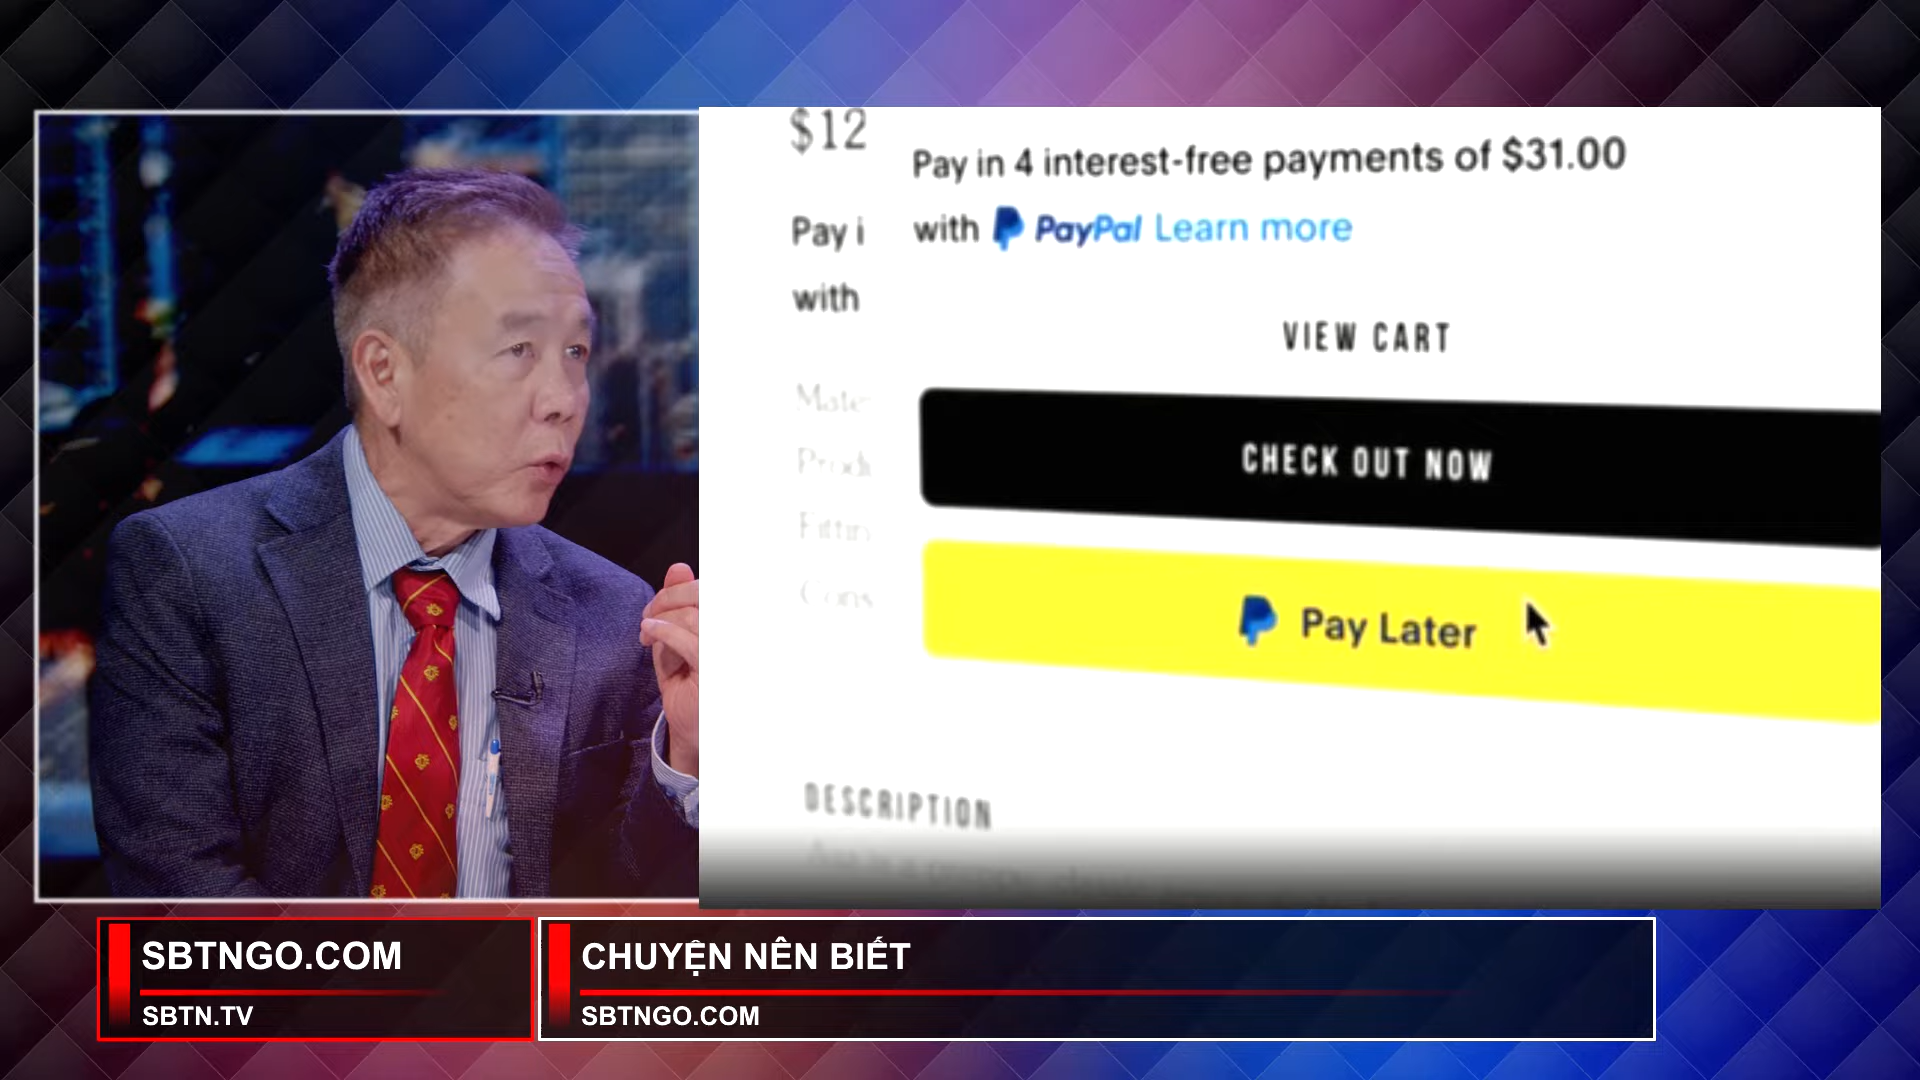 $12
Pay i
with
Pay in 4 interest-free payments of $31.00
with PayPal Learn more
VIEW CART
CHECK OUT NOW
Pay Later
DESCRIPTION
SBTNGO.COM
SBTN.TV
CHUYỆN NÊN BIẾT
SBTNGO.COM